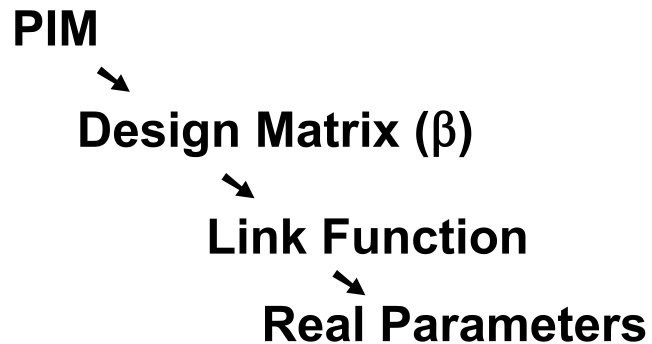 PIM
Design Matrix (β)
Link Function
Real Parameters